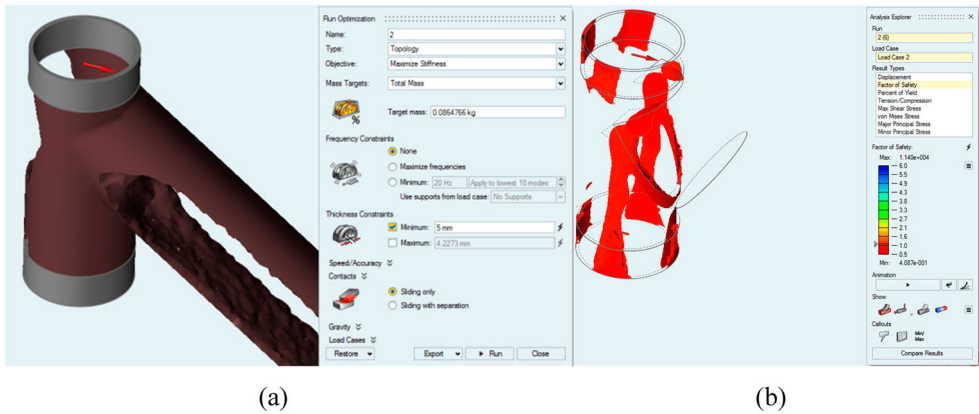 Run Optimization
Name: 2
Type: Topology
Objective: Maximize Stiffness
Mass Targets: Total Mass
% Target mass: 0.0864766 kg
Frequency Constraints
None
Maximize frequencies
Minimum: 20 Hz Apply to lowest 10 modes
Use supports from load case: No Supports
Thickness Constraints
Minimum: 5 mm
Maximum: 4.2273 mm
Speed/Accuracy
Contacts
Sliding only
Sliding with separation
Gravity
Load Cases
Restore Export Run Close
(a)
Analysis Explorer
Run
2 (6)
Load Case
Load Case 2
Result Types
Displacement
Factor of Safety
Percent of Yield
Tension/Compression
Max Shear Stress
von Mises Stress
Major Principal Stress
Minor Principal Stress
Factor of Safety:
Max: 1.140e+004
6.0
5.5
4.9
4.3
3.8
3.2
2.7
2.1
1.6
1.0
0.5
Min: 4.087e-001
Animation
Show
Callouts
Min/
Max
Compare Results
(b)